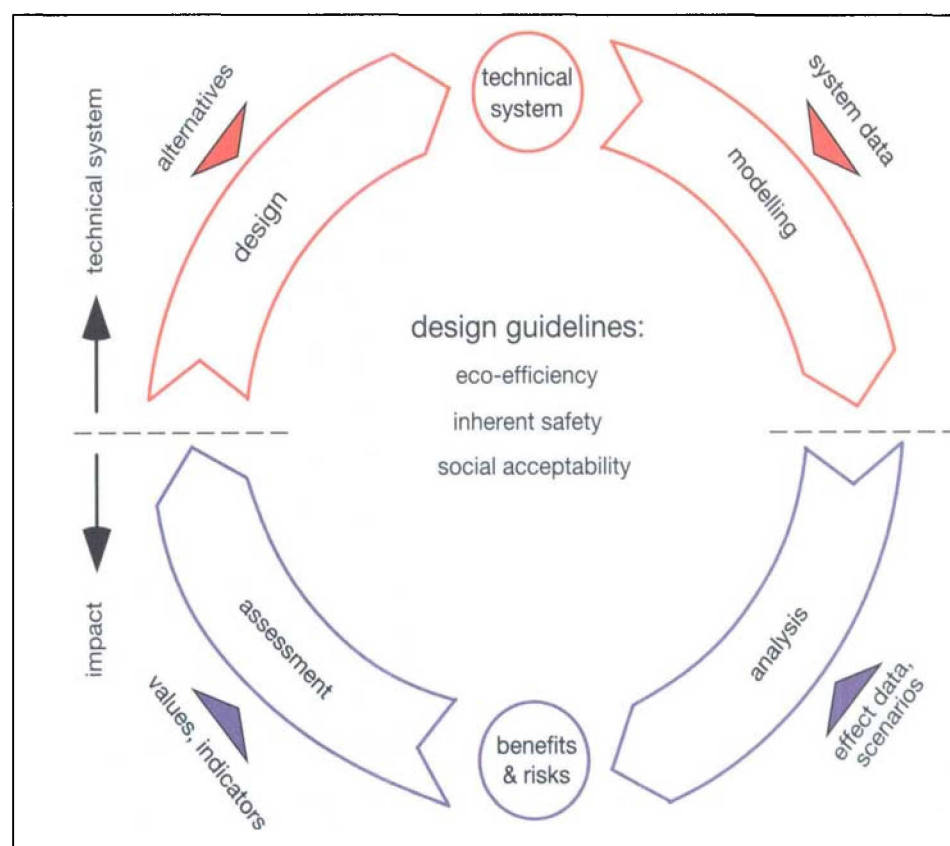 technical
system
alternatives
system data
technical system
design
modelling
design guidelines:
eco-efficiency
inherent safety
social acceptability
impact
assessment
analysis
values, indicators
benefits
& risks
effect data,
scenarios